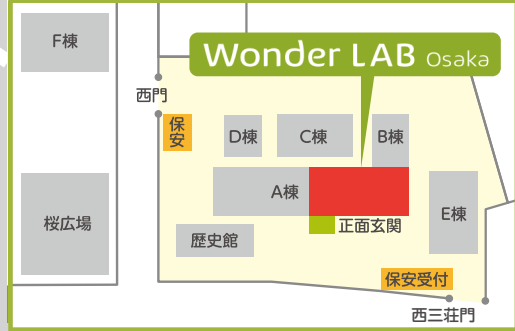 F棟
Wonder LAB Osaka
西門
保安
D棟
C棟
B棟
A棟
桜広場
E棟
正面玄関
歴史館
保安受付
西三荘門